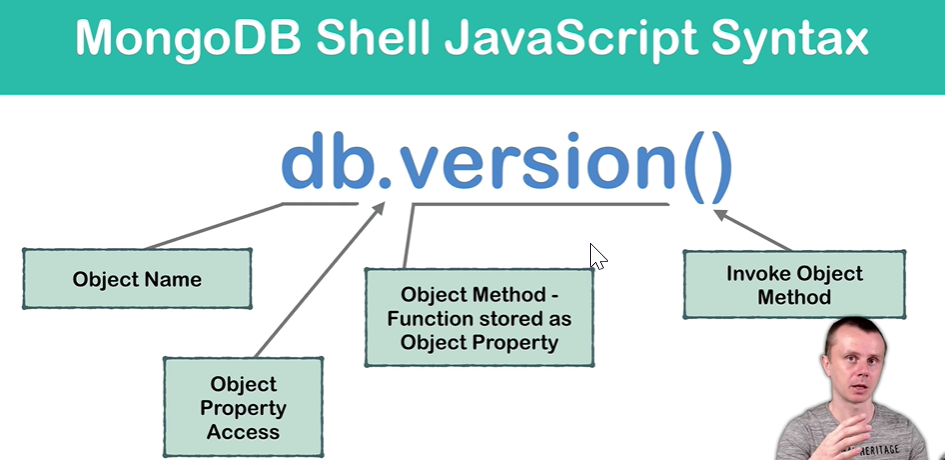 MongoDB Shell JavaScript Syntax
db.version()
Object Name
Object Property
Access
Object Method -
Function stored as
Object Property
Invoke Object
Method
HERITAGE